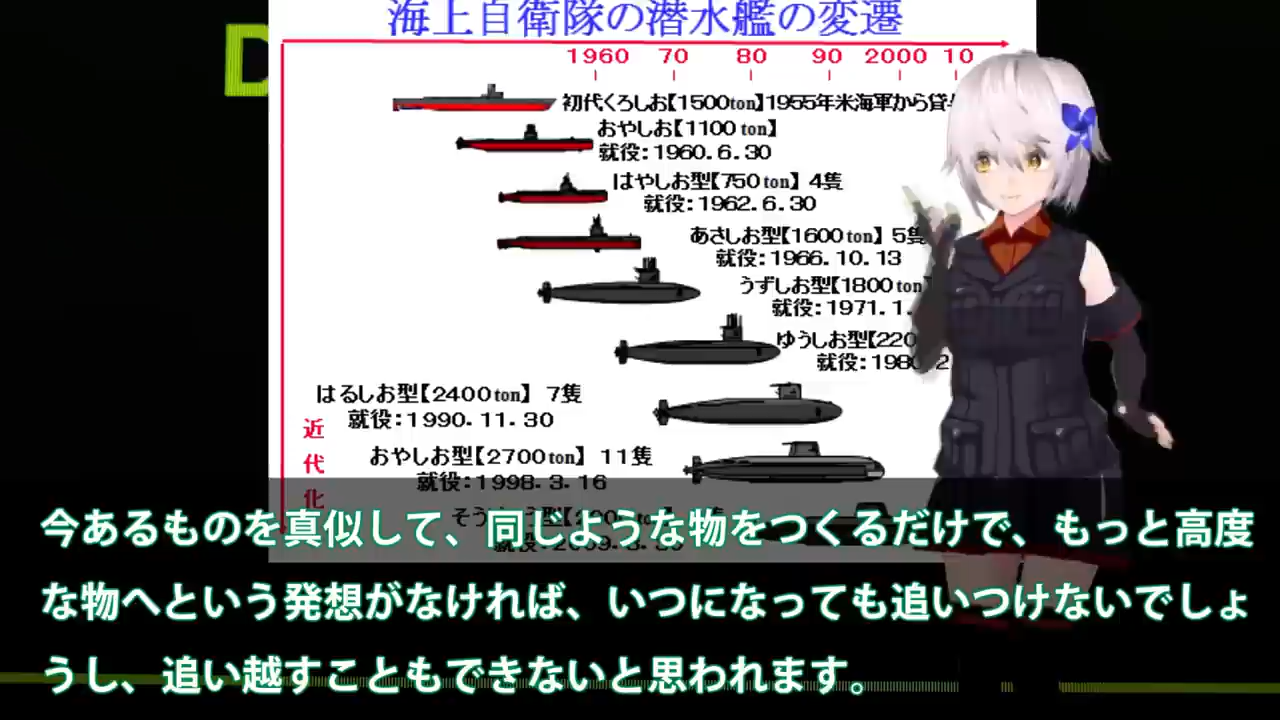 D
海上自衛隊の潜水艦の変遷
1960 70 80 90 2000 10
初代くろしお【1500ton】1955年米海軍から貸
おやしお【1100 ton】
就役:1960.6.30
はやしお型【750 ton】 4隻
就役:1962.6.30
あさしお型【1600 ton】 5隻
就役:1966.10.13
うずしお型【1800 ton
就役:1971.1.
ゆうしお型【220
就役:1980.2
はるしお型【2400ton】 7隻
就役:1990.11.30
おやしお型【2700ton】 11隻
就役:1998.3.16
近代化
今あるものを真似して、同じような物をつくるだけで、もっと高度
な物へという発想がなければ、いつになっても追いつけないでしょ
うし、追い越すこともできないと思われます。